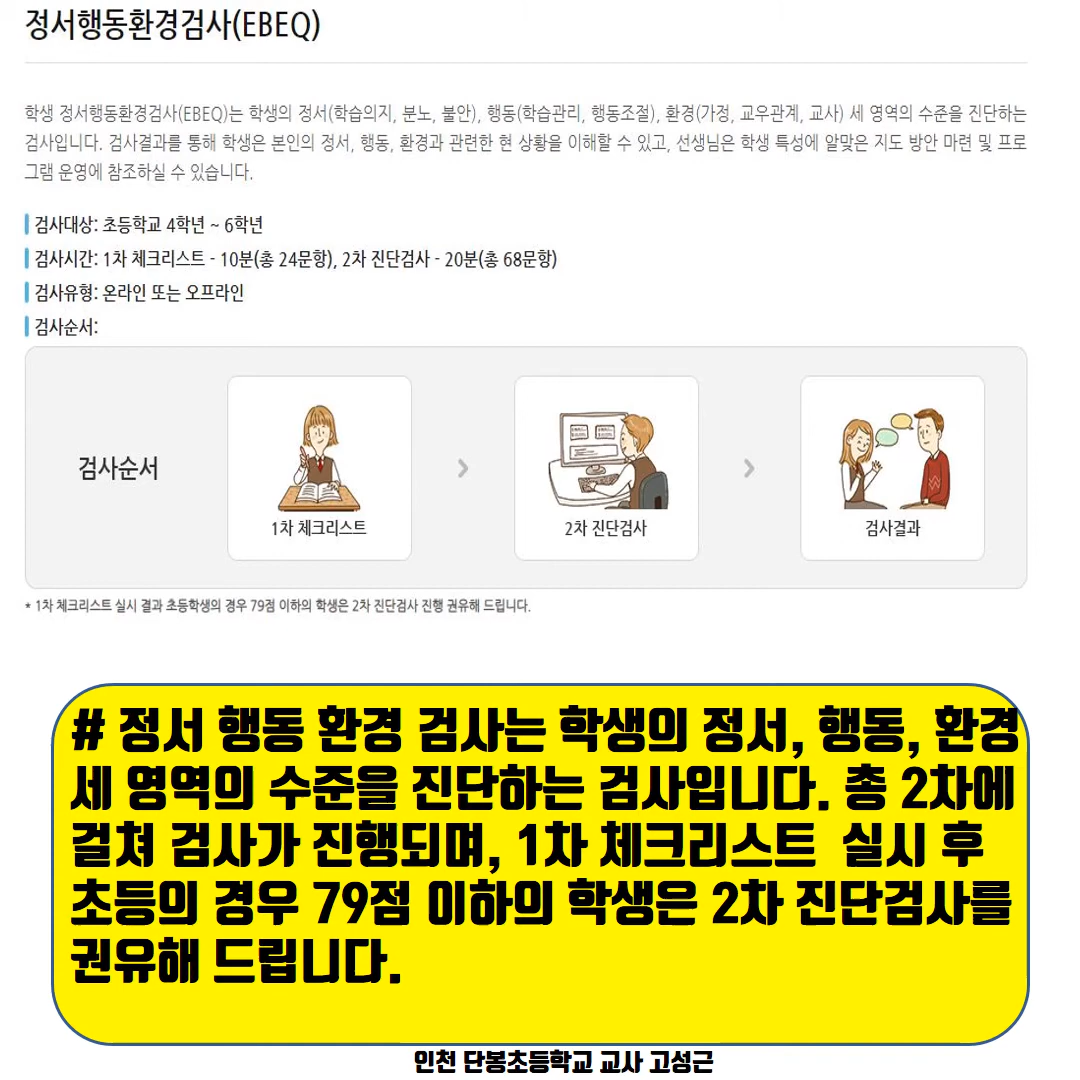 정서행동환경검사(EBEQ)
학생 정서행동환경검사(EBEQ)는 학생의 정서(학습의지, 분노, 불안), 행동(학습관리, 행동조절), 환경(가정, 교우관계, 교사) 세 영역의 수준을 진단하는
검사입니다. 검사결과를 통해 학생은 본인의 정서, 행동, 환경과 관련한 현 상황을 이해할 수 있고, 선생님은 학생 특성에 알맞은 지도 방안 마련 및 프로
그램 운영에 참조하실 수 있습니다.
검사대상: 초등학교 4학년 ~ 6학년
검사시간: 1차 체크리스트 - 10분(총 24문항), 2차 진단검사 - 20분(총 68문항)
검사유형: 온라인 또는 오프라인
검사순서:
검사순서
1차 체크리스트
2차 진단검사
검사결과
* 1차 체크리스트 실시 결과 초등학생의 경우 79점 이하의 학생은 2차 진단검사 진행 권유해 드립니다.
# 정서 행동 환경 검사는 학생의 정서, 행동, 환경
세 영역의 수준을 진단하는 검사입니다. 총 2차에
걸쳐 검사가 진행되며, 1차 체크리스트 실시 후
초등의 경우 79점 이하의 학생은 2차 진단검사를
권유해 드립니다.
인천 단봉초등학교 교사 고성근